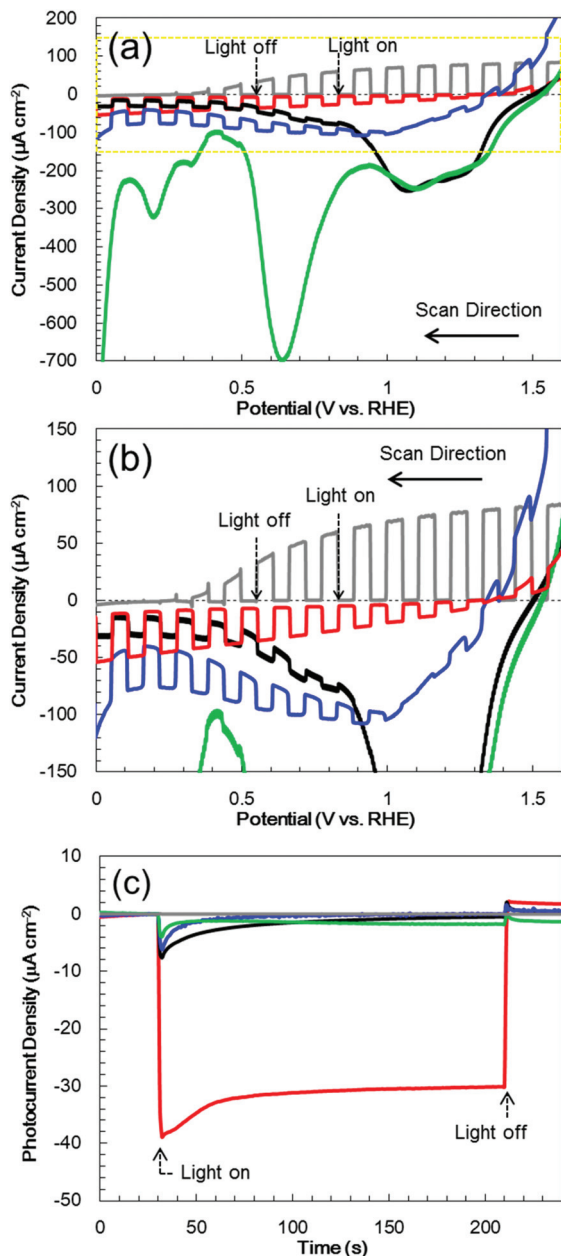 (a)
Light off
Light on
200
100
0
-100
-200
-300
-400
-500
-600
-700
Current Density (µA cm⁻²)
Scan Direction
0
0.5
1
1.5
Potential (V vs. RHE)
(b)
Scan Direction
Light off
Light on
150
100
50
0
-50
-100
-150
Current Density (µA cm⁻²)
0
0.5
1
1.5
Potential (V vs. RHE)
(c)
10
0
-10
-20
-30
-40
-50
Photocurrent Density (µA cm⁻²)
Light on
Light off
0
50
100
150
200
Time (s)